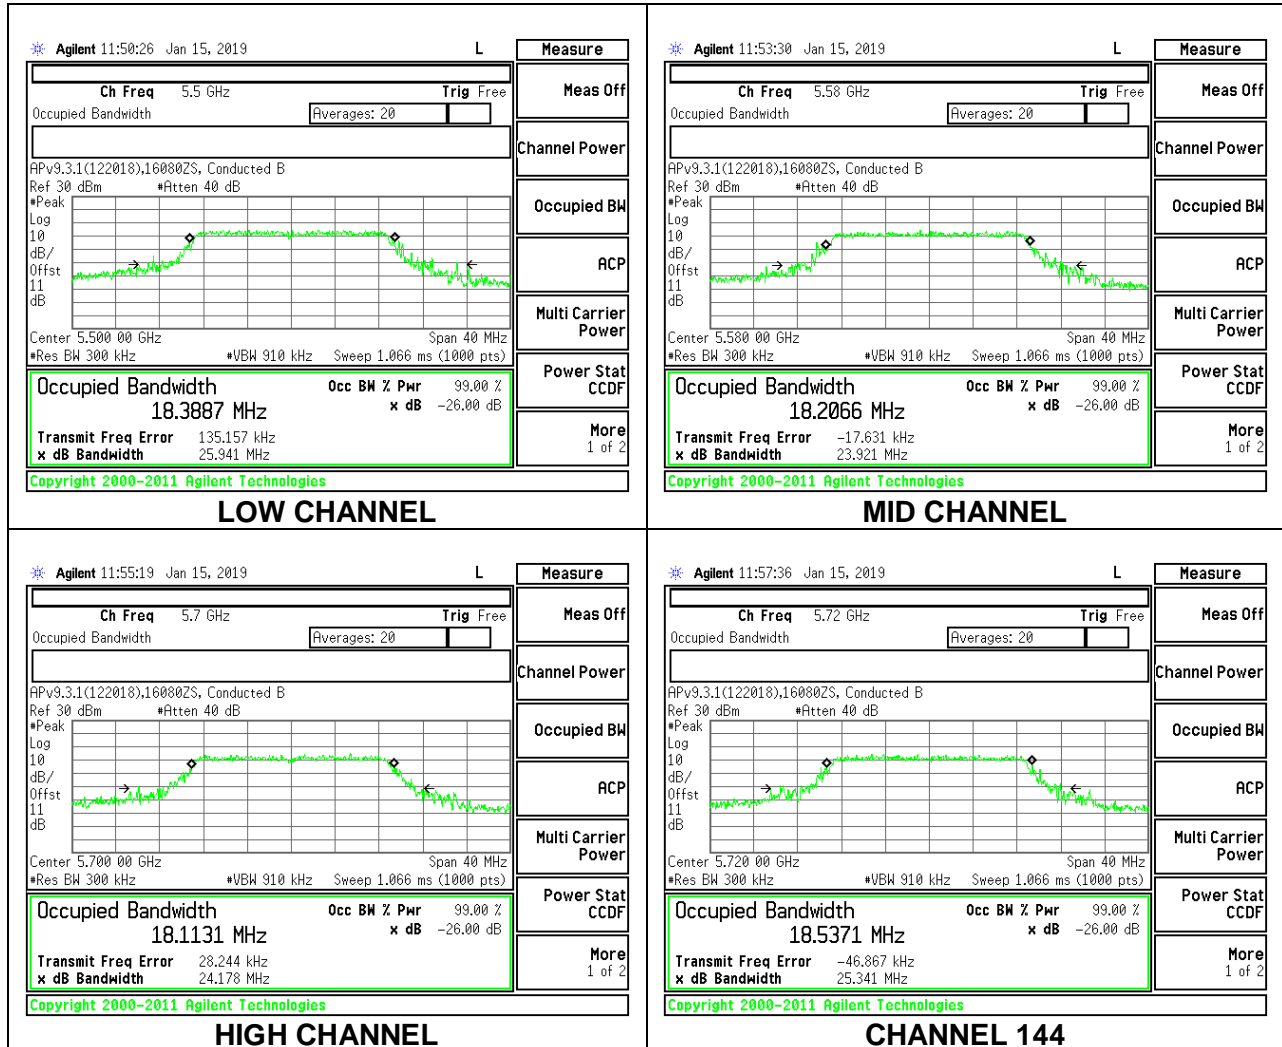 Agilent 11:50:26 Jan 15, 2019 L
Measure
Ch Freq 5.5 GHz Trig Free
Meas Off
Occupied Bandwidth Averages: 20
Channel Power
APv9.3.1(122018),16080ZS, Conducted B
Ref 30 dBm #Atten 40 dB
#Peak
Occupied BW
Log
10
dB/
ACP
Offst
11
dB
Multi Carrier
Power
Center 5.500 00 GHz Span 40 MHz
#Res BW 300 kHz #VBW 910 kHz Sweep 1.066 ms (1000 pts)
Power Stat
CCDF
Occupied Bandwidth Occ BW % Pwr 99.00 %
18.3887 MHz x dB -26.00 dB
More
1 of 2
Transmit Freq Error 135.157 kHz
x dB Bandwidth 25.941 MHz
Copyright 2000-2011 Agilent Technologies
LOW CHANNEL
Agilent 11:53:30 Jan 15, 2019 L
Measure
Ch Freq 5.58 GHz Trig Free
Meas Off
Occupied Bandwidth Averages: 20
Channel Power
APv9.3.1(122018),16080ZS, Conducted B
Ref 30 dBm #Atten 40 dB
#Peak
Occupied BW
Log
10
dB/
ACP
Offst
11
dB
Multi Carrier
Power
Center 5.580 00 GHz Span 40 MHz
#Res BW 300 kHz #VBW 910 kHz Sweep 1.066 ms (1000 pts)
Power Stat
CCDF
Occupied Bandwidth Occ BW % Pwr 99.00 %
18.2066 MHz x dB -26.00 dB
More
1 of 2
Transmit Freq Error -17.631 kHz
x dB Bandwidth 23.921 MHz
Copyright 2000-2011 Agilent Technologies
MID CHANNEL
Agilent 11:55:19 Jan 15, 2019 L
Measure
Ch Freq 5.7 GHz Trig Free
Meas Off
Occupied Bandwidth Averages: 20
Channel Power
APv9.3.1(122018),16080ZS, Conducted B
Ref 30 dBm #Atten 40 dB
#Peak
Occupied BW
Log
10
dB/
ACP
Offst
11
dB
Multi Carrier
Power
Center 5.700 00 GHz Span 40 MHz
#Res BW 300 kHz #VBW 910 kHz Sweep 1.066 ms (1000 pts)
Power Stat
CCDF
Occupied Bandwidth Occ BW % Pwr 99.00 %
18.1131 MHz x dB -26.00 dB
More
1 of 2
Transmit Freq Error 28.244 kHz
x dB Bandwidth 24.178 MHz
Copyright 2000-2011 Agilent Technologies
HIGH CHANNEL
Agilent 11:57:36 Jan 15, 2019 L
Measure
Ch Freq 5.72 GHz Trig Free
Meas Off
Occupied Bandwidth Averages: 20
Channel Power
APv9.3.1(122018),16080ZS, Conducted B
Ref 30 dBm #Atten 40 dB
#Peak
Occupied BW
Log
10
dB/
ACP
Offst
11
dB
Multi Carrier
Power
Center 5.720 00 GHz Span 40 MHz
#Res BW 300 kHz #VBW 910 kHz Sweep 1.066 ms (1000 pts)
Power Stat
CCDF
Occupied Bandwidth Occ BW % Pwr 99.00 %
18.5371 MHz x dB -26.00 dB
More
1 of 2
Transmit Freq Error -46.867 kHz
x dB Bandwidth 25.341 MHz
Copyright 2000-2011 Agilent Technologies
CHANNEL 144